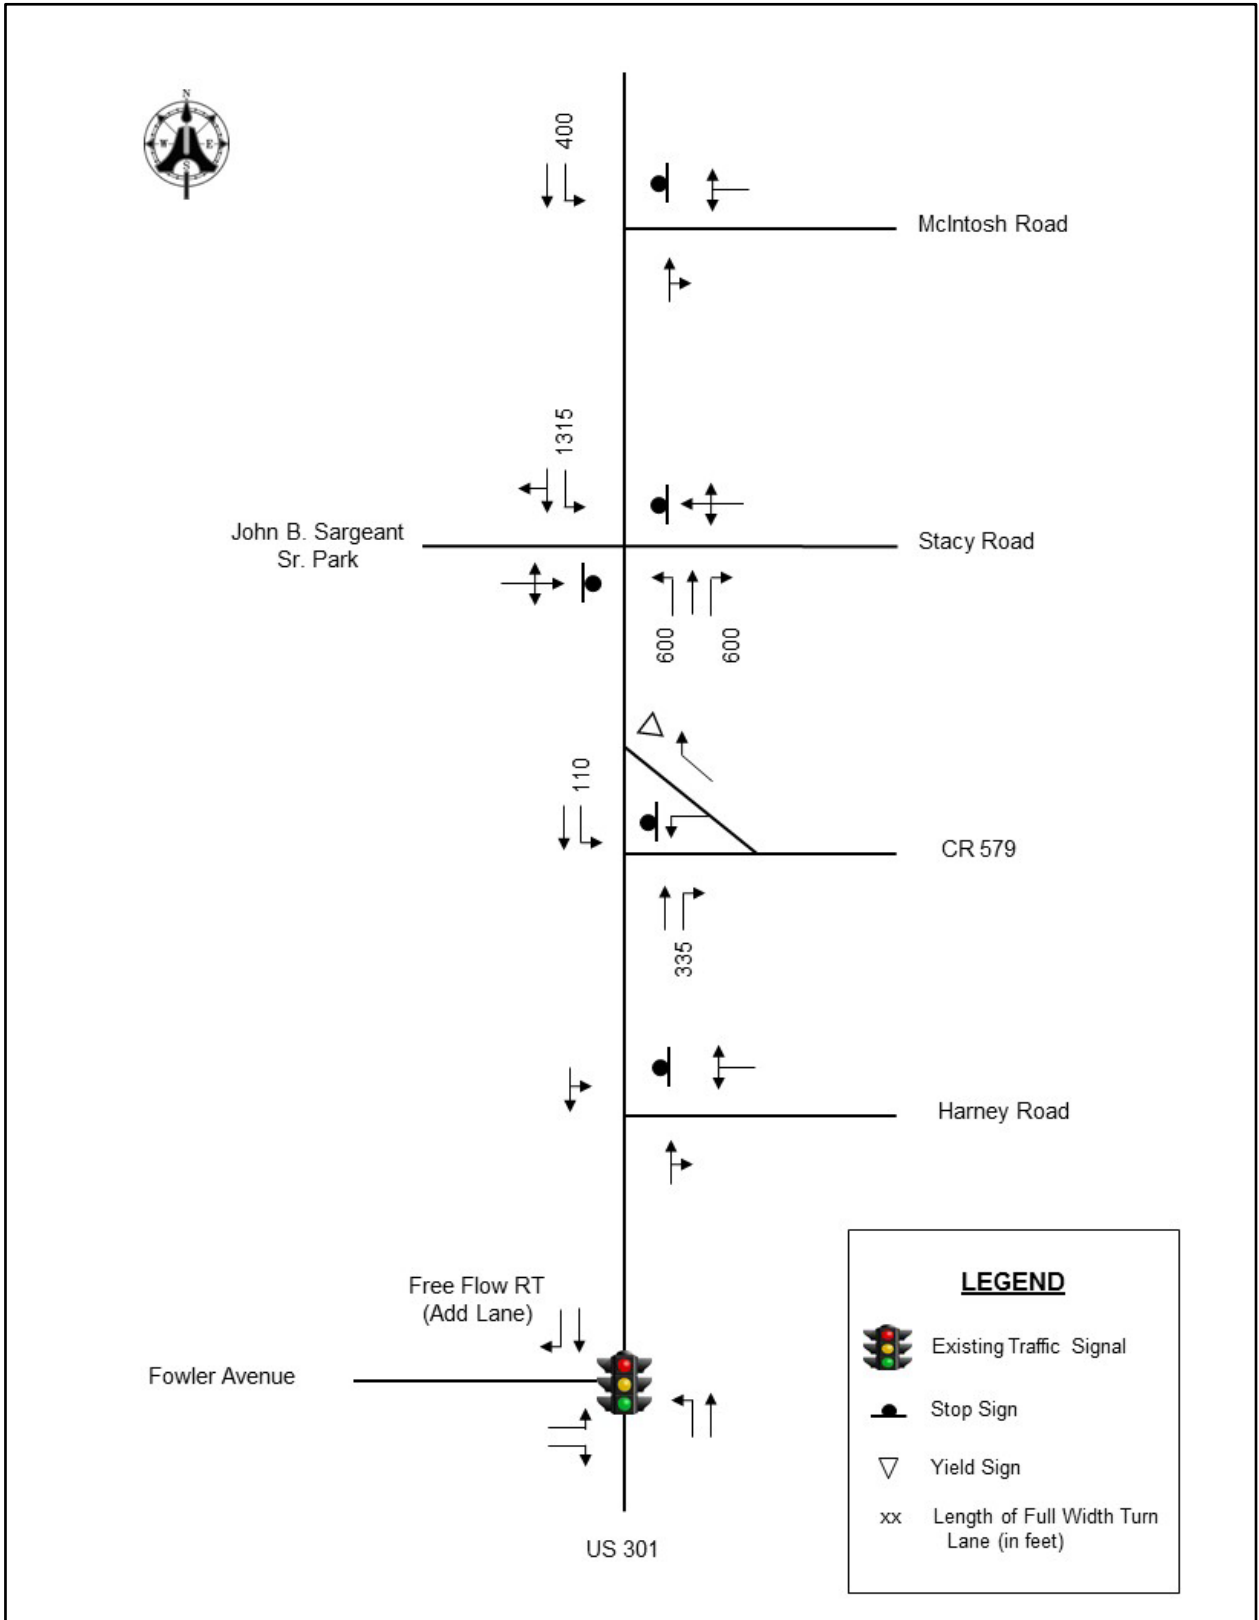 N
W E
S
400
McIntosh Road
1315
John B. Sargeant
Sr. Park
Stacy Road
600
600
110
CR 579
335
Harney Road
Free Flow RT
(Add Lane)
Fowler Avenue
US 301
LEGEND
Existing Traffic Signal
Stop Sign
Yield Sign
xx Length of Full Width Turn
Lane (in feet)